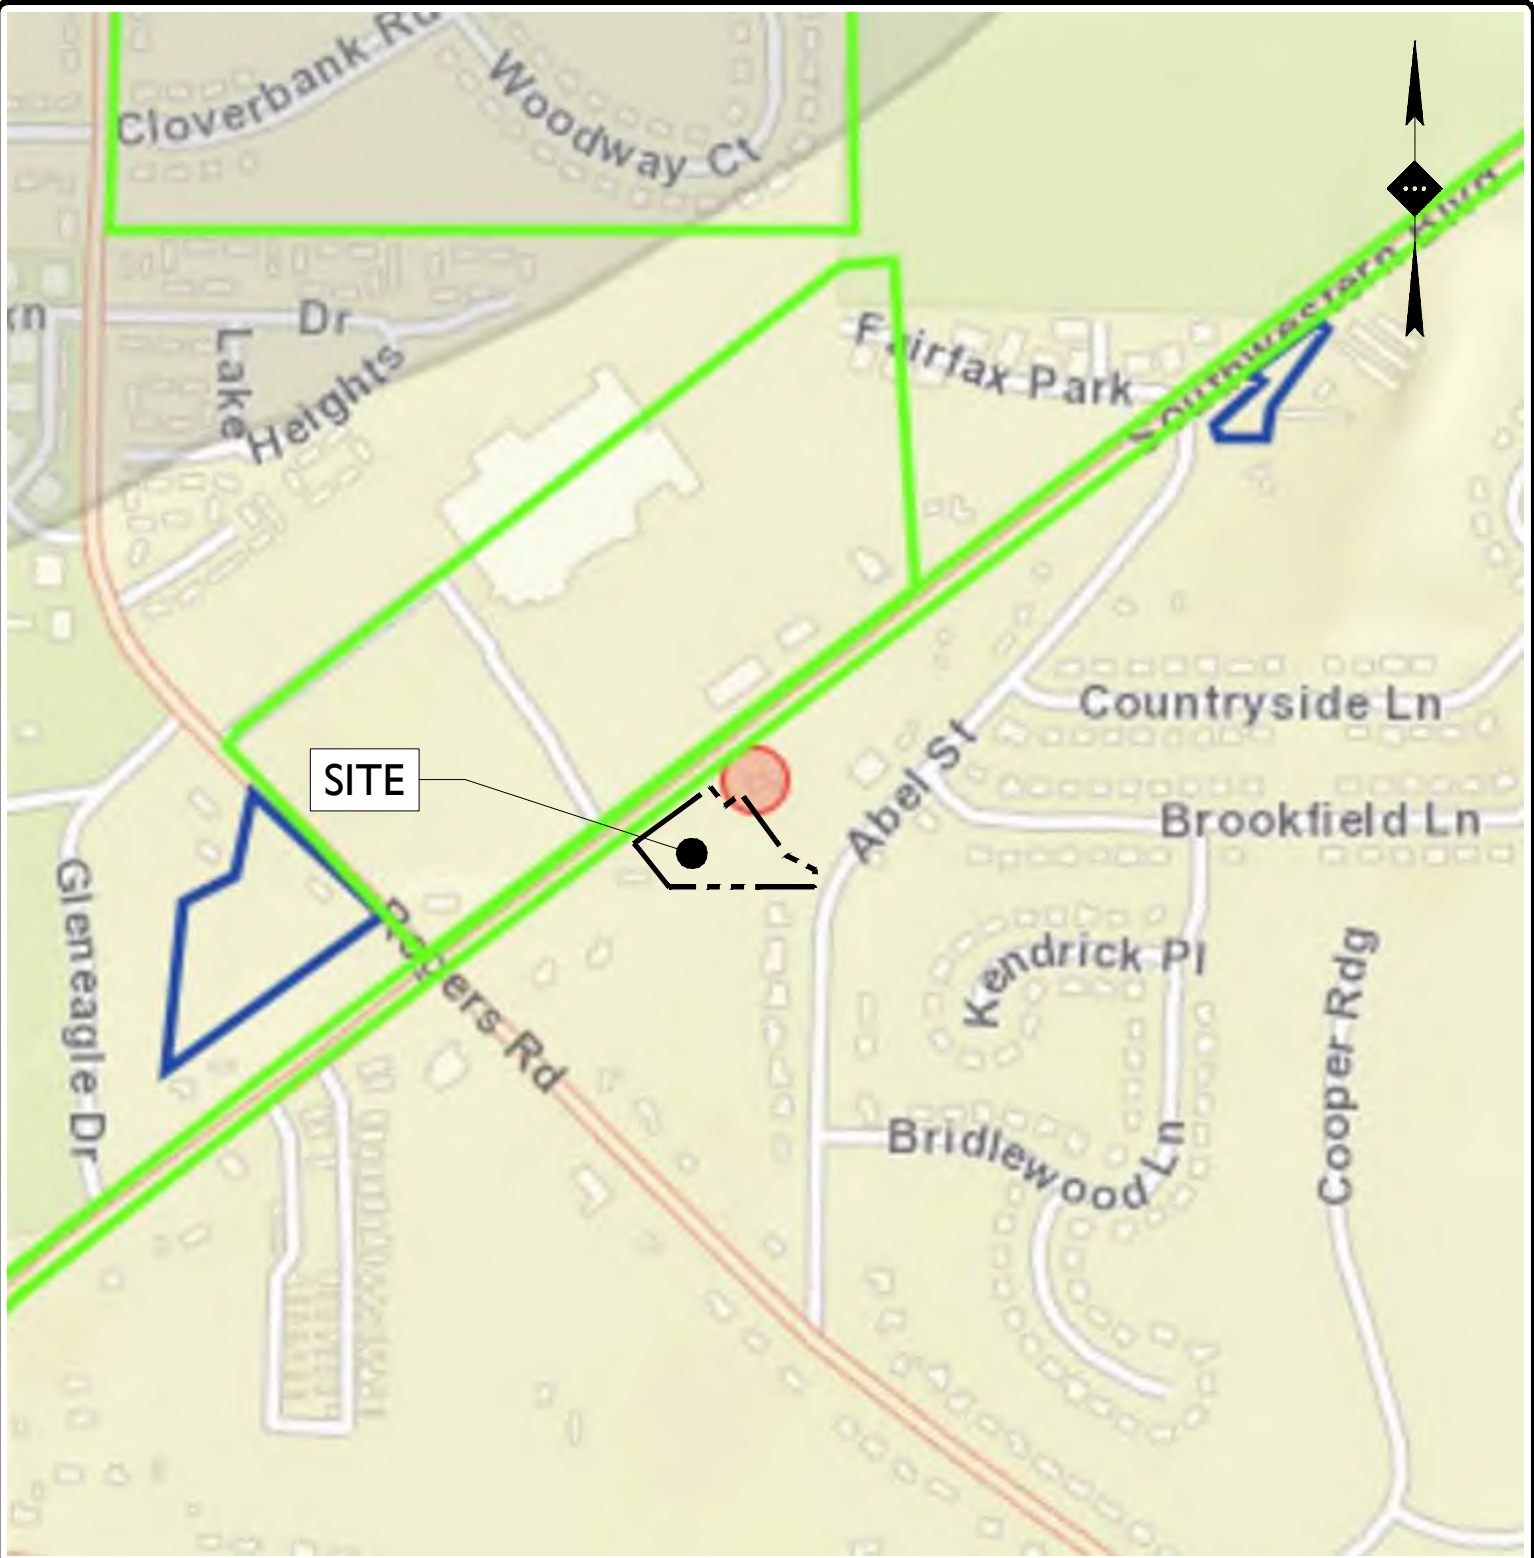 Cloverbank Rd
Woodway Ct
Southwestern Blvd
Dr
Lake
Heights
Fairfax Park
Countryside Ln
SITE
Abel St
Brookfield Ln
Gleneagle Dr
Rogers Rd
Kendrick Pl
Cooper Rdg
Bridlewood Ln